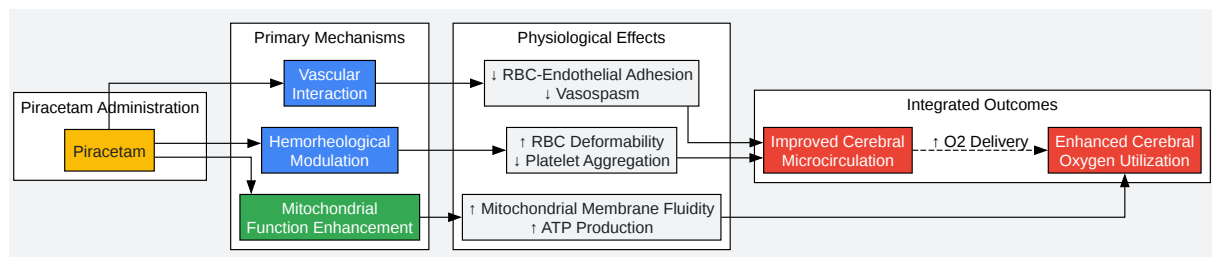 Piracetam Administration
Piracetam
Primary Mechanisms
Vascular
Interaction
Hemorheological
Modulation
Mitochondrial
Function Enhancement
Physiological Effects
↓ RBC-Endothelial Adhesion
↓ Vasospasm
↑ RBC Deformability
↓ Platelet Aggregation
↑ Mitochondrial Membrane Fluidity
↑ ATP Production
Integrated Outcomes
Improved Cerebral
Microcirculation
↑ O2 Delivery
Enhanced Cerebral
Oxygen Utilization